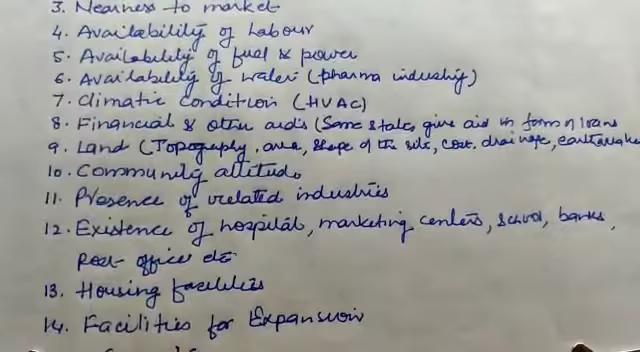 3. Nearness to market
4. Availability of Labour
5. Availability of fuel & power
6. Availability of water (pharma industry)
7. Climatic condition (HVAC)
8. Financial & other aids (Some states give aid in form of loans
9. Land (Topography, area, shape of the site, cost, drainage, earthquake
10. Community attitude
11. Presence of related industries
12. Existence of hospital, marketing centers, school, banks,
Post office etc
13. Housing facilities
14. Facilities for Expansion